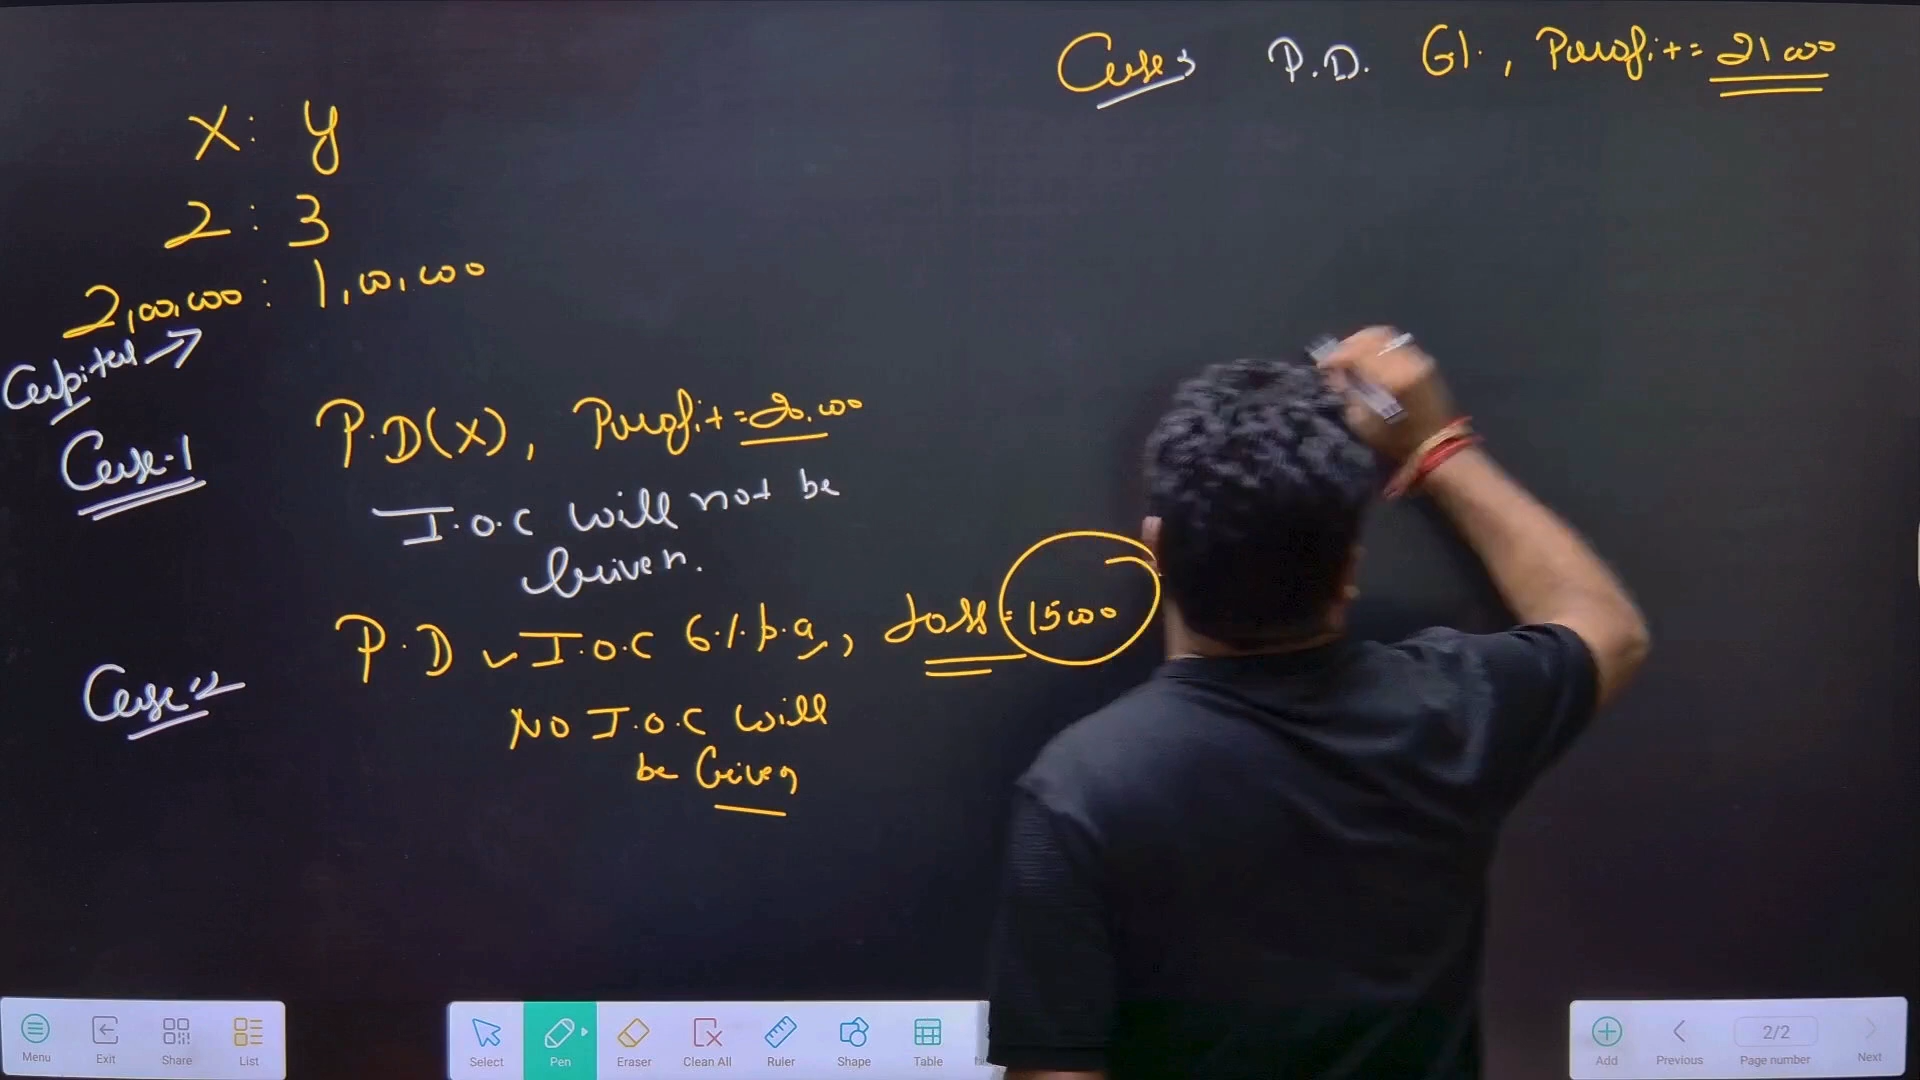 X : Y
2 : 3
2,00,000 : 1,00,000
Capital →
Case-1
P.D(X), Profit = 20,000
I.O.C will not be
Given.
Case-2
P.D ✓ I.O.C 6% p.a, Loss = 15000
No I.O.C will
be Given
Case 3 P.D. 6%, Profit = 21000
Menu Exit Share List
Select Pen Eraser Clean All Ruler Shape Table
Add Previous 2/2 Page number Next